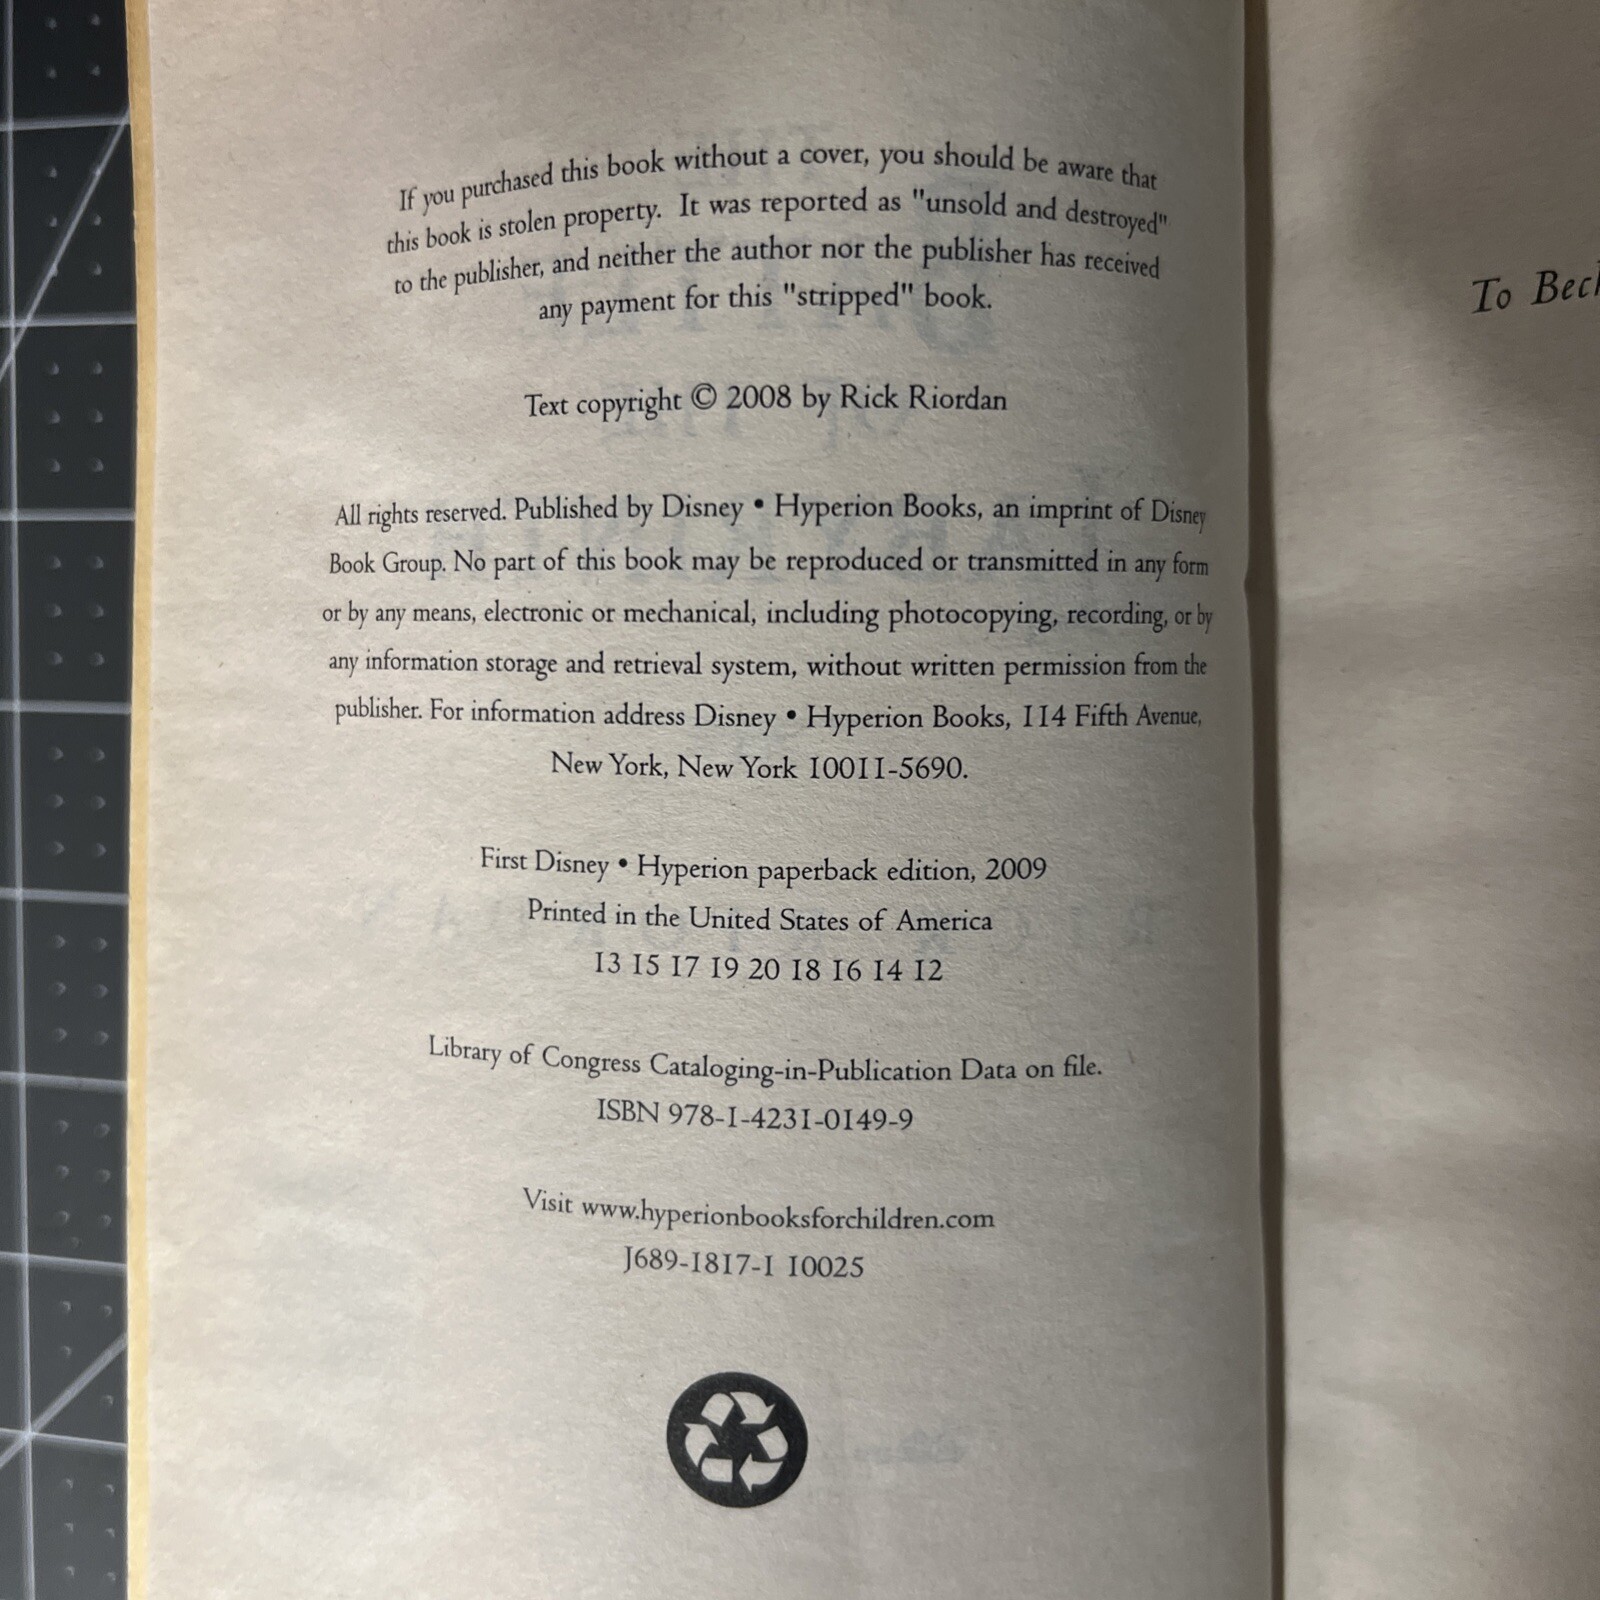 If you purchased this book without a cover, you should be aware that
this book is stolen property. It was reported as "unsold and destroyed"
to the publisher, and neither the author nor the publisher has received
any payment for this "stripped" book.
Text copyright © 2008 by Rick Riordan
All rights reserved. Published by Disney • Hyperion Books, an imprint of Disney
Book Group. No part of this book may be reproduced or transmitted in any form
or by any means, electronic or mechanical, including photocopying, recording, or by
any information storage and retrieval system, without written permission from the
publisher. For information address Disney • Hyperion Books, 114 Fifth Avenue,
New York, New York 10011-5690.
First Disney • Hyperion paperback edition, 2009
Printed in the United States of America
13 15 17 19 20 18 16 14 12
Library of Congress Cataloging-in-Publication Data on file.
ISBN 978-1-4231-0149-9
Visit www.hyperionbooksforchildren.com
J689-1817-1 10025
To